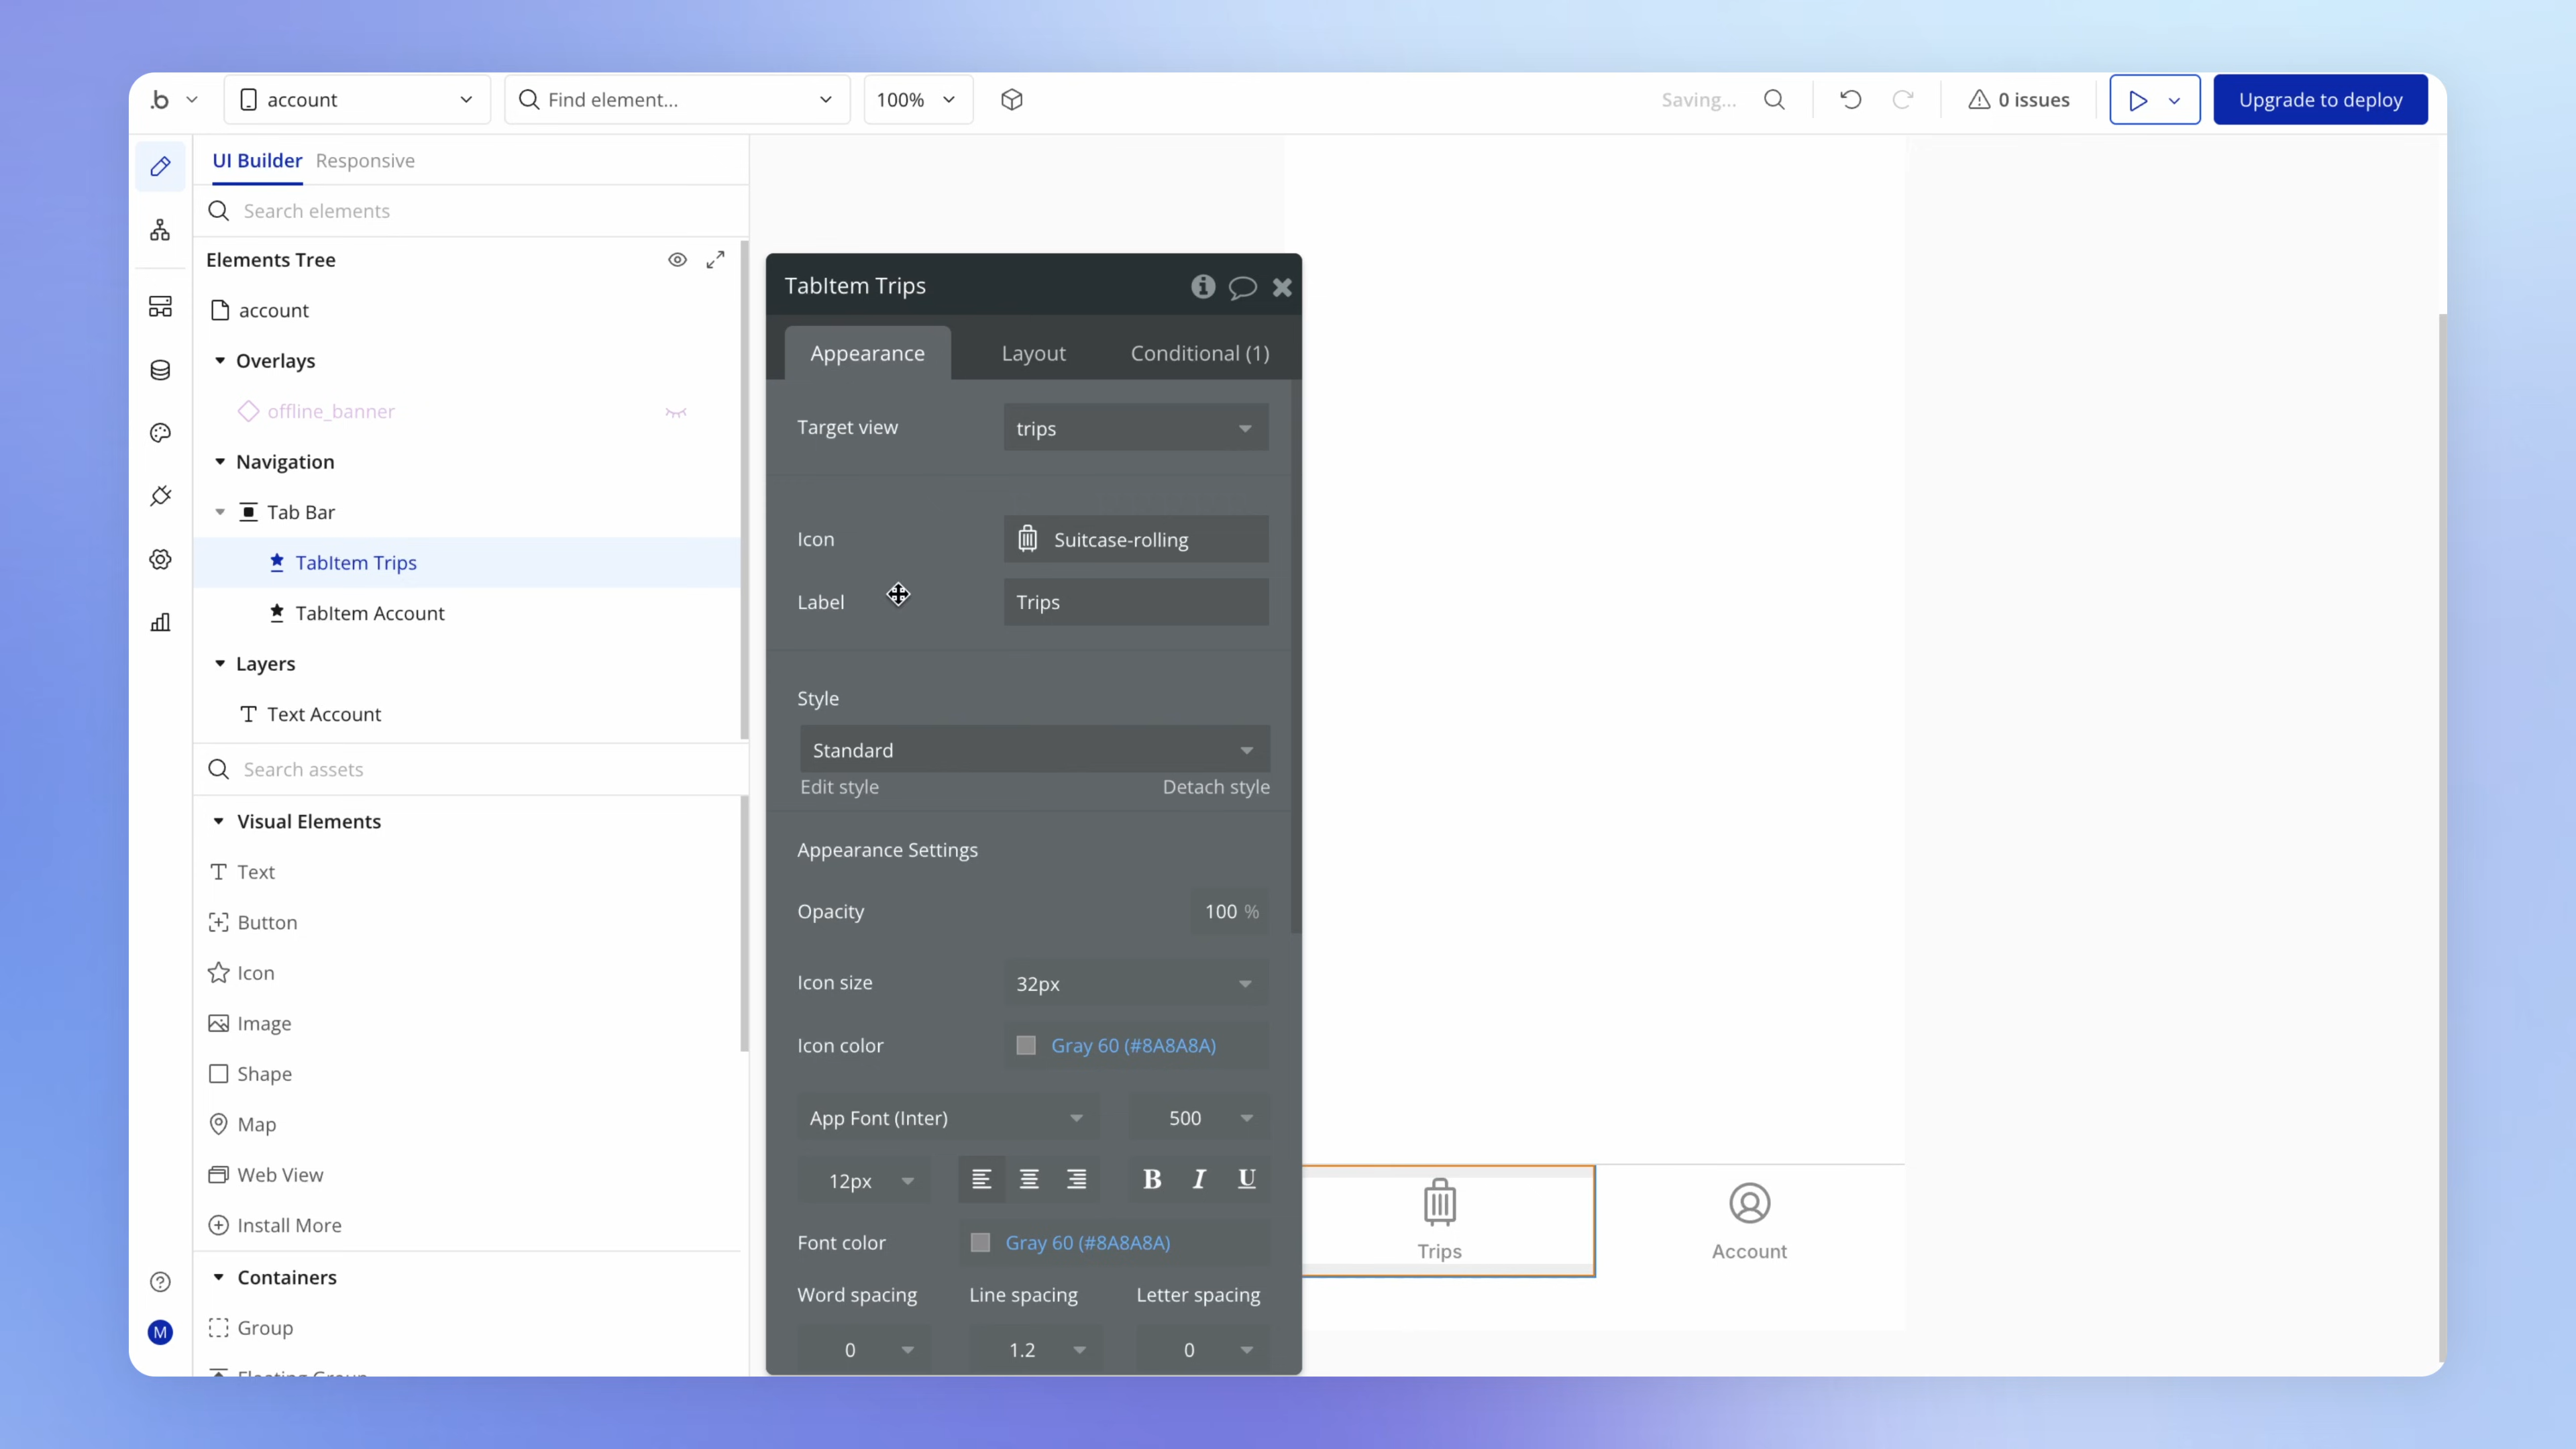 .b
account
Find element...
100%
Saving...
0 issues
Upgrade to deploy
UI Builder
Responsive
Search elements
Elements Tree
account
Overlays
offline_banner
Navigation
Tab Bar
TabItem Trips
TabItem Account
Layers
Text Account
Search assets
Visual Elements
Text
Button
Icon
Image
Shape
Map
Web View
Install More
Containers
Group
Floating Group
M
TabItem Trips
Appearance
Layout
Conditional (1)
Target view
trips
Icon
Suitcase-rolling
Label
Trips
Style
Standard
Edit style
Detach style
Appearance Settings
Opacity
100 %
Icon size
32px
Icon color
Gray 60 (#8A8A8A)
App Font (Inter)
500
12px
B I U
Font color
Gray 60 (#8A8A8A)
Word spacing
Line spacing
Letter spacing
0
1.2
0
Trips
Account